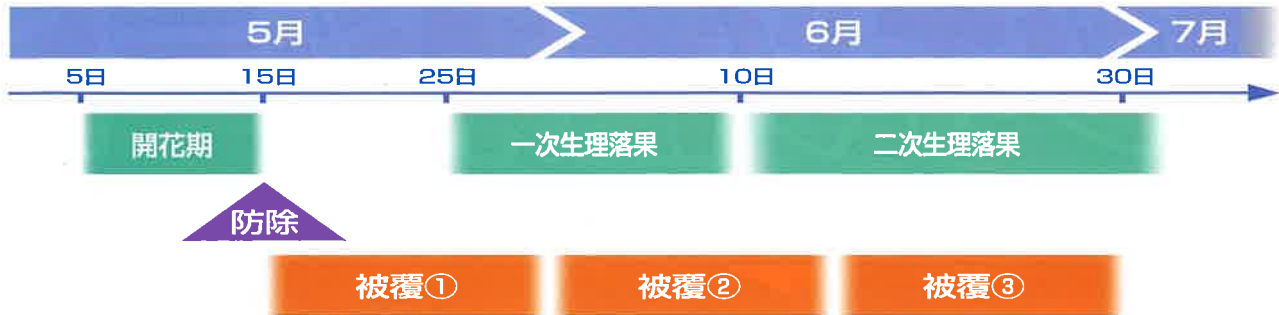 5月 6月 7月
5日 15日 25日 10日 30日
開花期 一次生理落果 二次生理落果
防除
被覆① 被覆② 被覆③